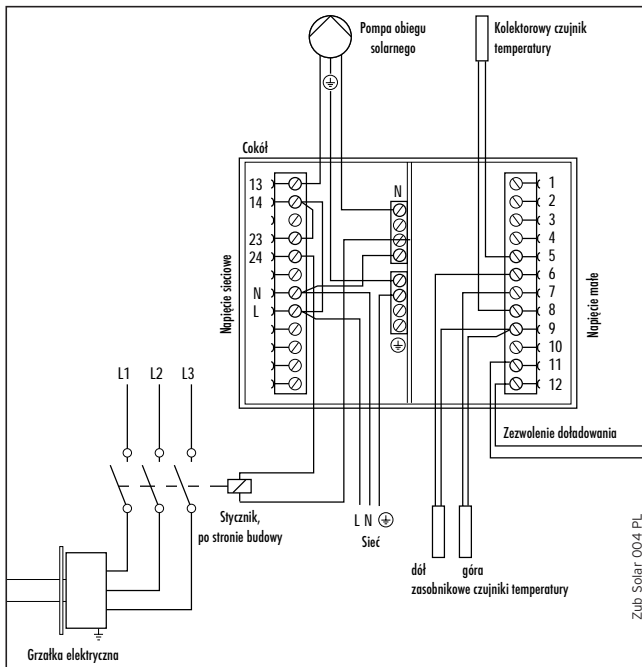 Pompa obiegu
solarnego
Kolektorowy czujnik
temperatury
Cokół
13
14
23
24
N
L
Napięcie sieciowe
N
1
2
3
4
5
6
7
8
9
10
11
12
Napięcie małe
L1 L2 L3
Zezwolenie doładowania
Stycznik,
po stronie budowy
L N
Sieć
dół góra
zasobnikowe czujniki temperatury
Grzałka elektryczna
Zub Solar 004 PL